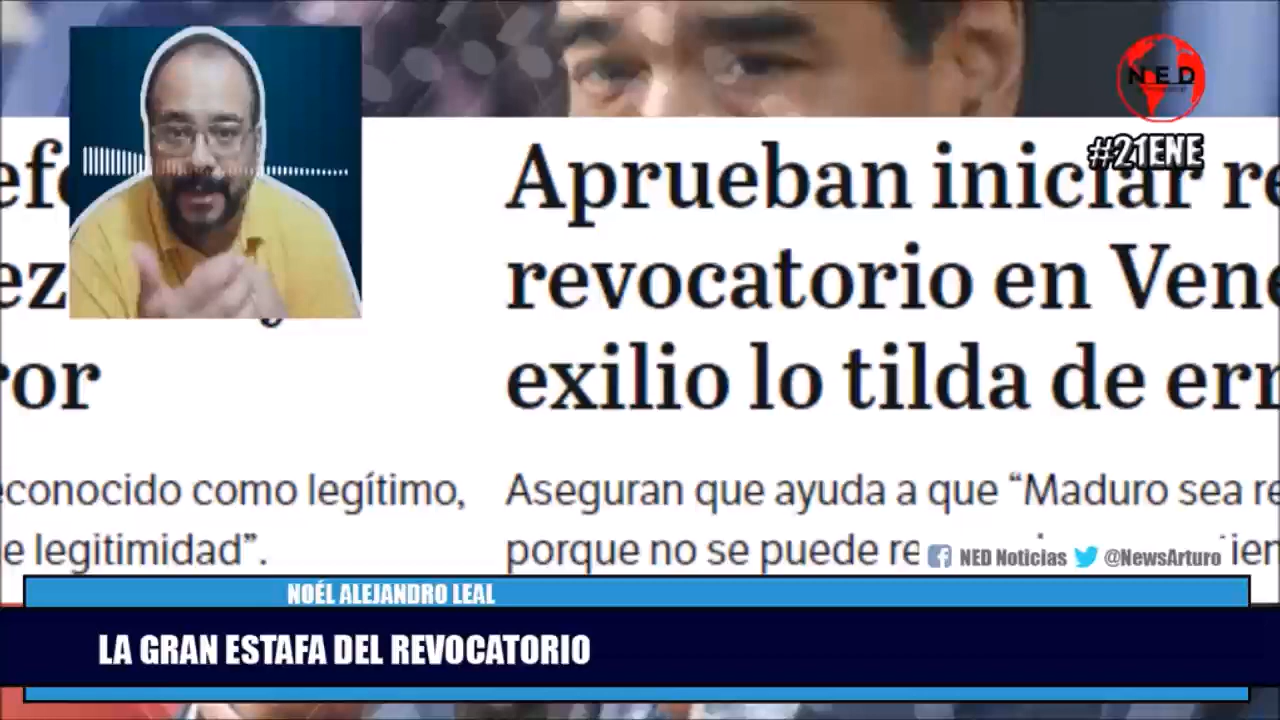 NED
#21ENE
Aprueban iniciar re
revocatorio en Vene
exilio lo tilda de err
efe
ez
ror
econocido como legítimo,
e legitimidad”.
Aseguran que ayuda a que “Maduro sea re
porque no se puede re
NED Noticias @NewsArturo
NOÉL ALEJANDRO LEAL
LA GRAN ESTAFA DEL REVOCATORIO